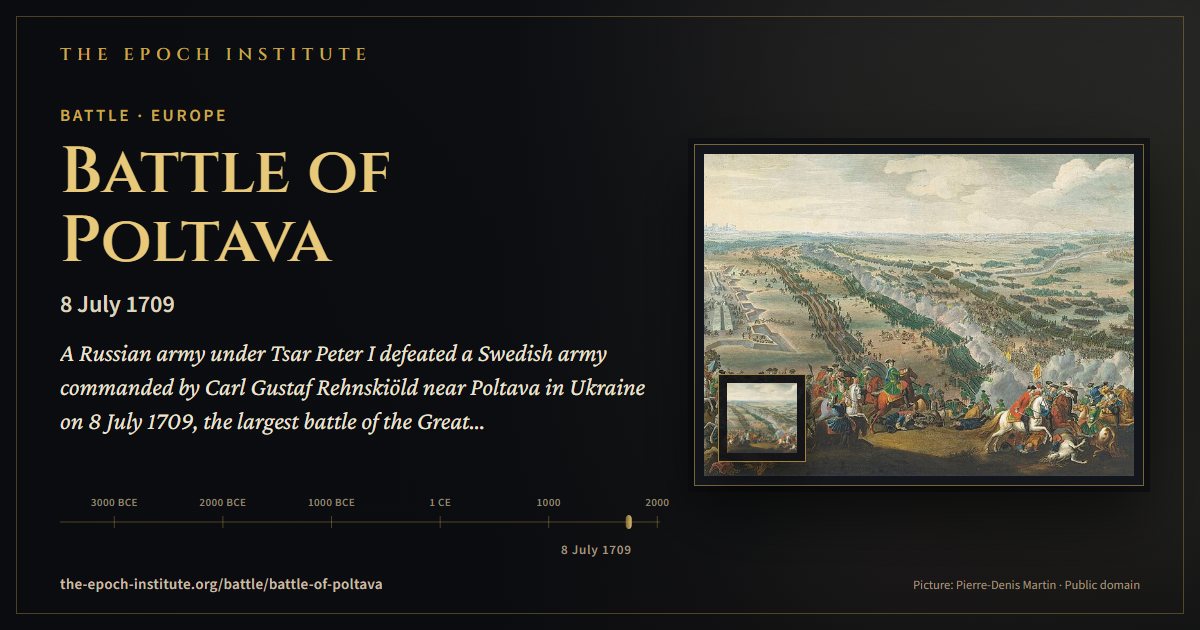 THE EPOCH INSTITUTE
BATTLE · EUROPE
BATTLE OF
POLTAVA
8 July 1709
A Russian army under Tsar Peter I defeated a Swedish army
commanded by Carl Gustaf Rehnskiöld near Poltava in Ukraine
on 8 July 1709, the largest battle of the Great...
3000 BCE 2000 BCE 1000 BCE 1 CE 1000 2000
8 July 1709
the-epoch-institute.org/battle/battle-of-poltava
Picture: Pierre-Denis Martin · Public domain